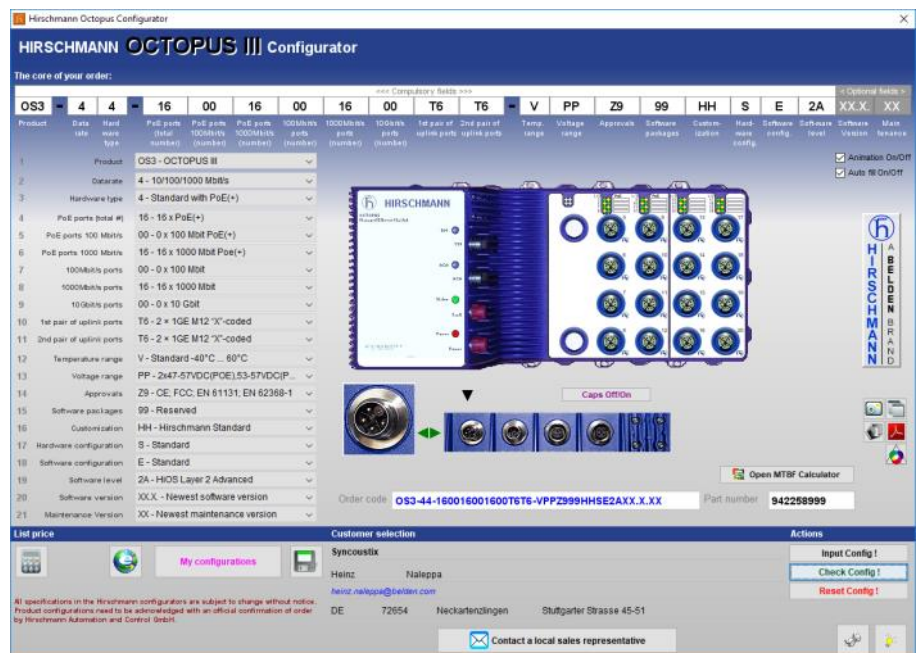 Hirschmann Octopus Configurator
HIRSCHMANN OCTOPUS III Configurator
The core of your order:
<<< Compulsory fields >>>
< Optional fields >
OS3 - 4 4 - 16 00 16 00 16 00 T6 T6 - V PP Z9 99 HH S E 2A XX.X. XX
Product Data rate Hard ware type PoE ports (total number) PoE ports 100Mbit/s (number) PoE ports 1000Mbit/s (number) 100Mbit/s ports (number) 1000Mbit/s ports (number) 10Gbit/s ports (number) 1st pair of uplink ports 2nd pair of uplink ports Temp. range Voltage range Approvals Software packages Custom- ization Hard- ware config. Software config. Software level Software Version Main tenance
1 Product OS3 - OCTOPUS III
2 Datarate 4 - 10/100/1000 Mbit/s
3 Hardware type 4 - Standard with PoE(+)
4 PoE ports (total #) 16 - 16 x PoE(+)
5 PoE ports 100 Mbit/s 00 - 0 x 100 Mbit PoE(+)
6 PoE ports 1000 Mbit/s 16 - 16 x 1000 Mbit Poe(+)
7 100Mbit/s ports 00 - 0 x 100 Mbit
8 1000Mbit/s ports 16 - 16 x 1000 Mbit
9 10Gbit/s ports 00 - 0 x 10 Gbit
10 1st pair of uplink ports T6 - 2 × 1GE M12 "X"-coded
11 2nd pair of uplink ports T6 - 2 × 1GE M12 "X"-coded
12 Temperature range V - Standard -40°C ... 60°C
13 Voltage range PP - 2x47-57VDC(POE),53-57VDC(P...
14 Approvals Z9 - CE; FCC; EN 61131; EN 62368-1
15 Software packages 99 - Reserved
16 Customization HH - Hirschmann Standard
17 Hardware configuration S - Standard
18 Software configuration E - Standard
19 Software level 2A - HiOS Layer 2 Advanced
20 Software version XX.X. - Newest software version
21 Maintenance Version XX - Newest maintenance version
Animation On/Off
Auto fill On/Off
HIRSCHMANN
HIRSCHMANN
A BELDEN BRAND
Caps Off/On
Open MTBF Calculator
Order code OS3-44-160016001600T6T6-VPPZ999HHSE2AXX.X.XX Part number 942258999
List price
Customer selection
Actions
My configurations
Syncoustix
Heinz Naleppa
heinz.naleppa@belden.com
DE 72654 Neckartenzlingen Stuttgarter Strasse 45-51
Contact a local sales representative
Input Config !
Check Config !
Reset Config !
All specifications in the Hirschmann configurators are subject to change without notice.
Product configurations need to be acknowledged with an official confirmation of order
by Hirschmann Automation and Control GmbH.